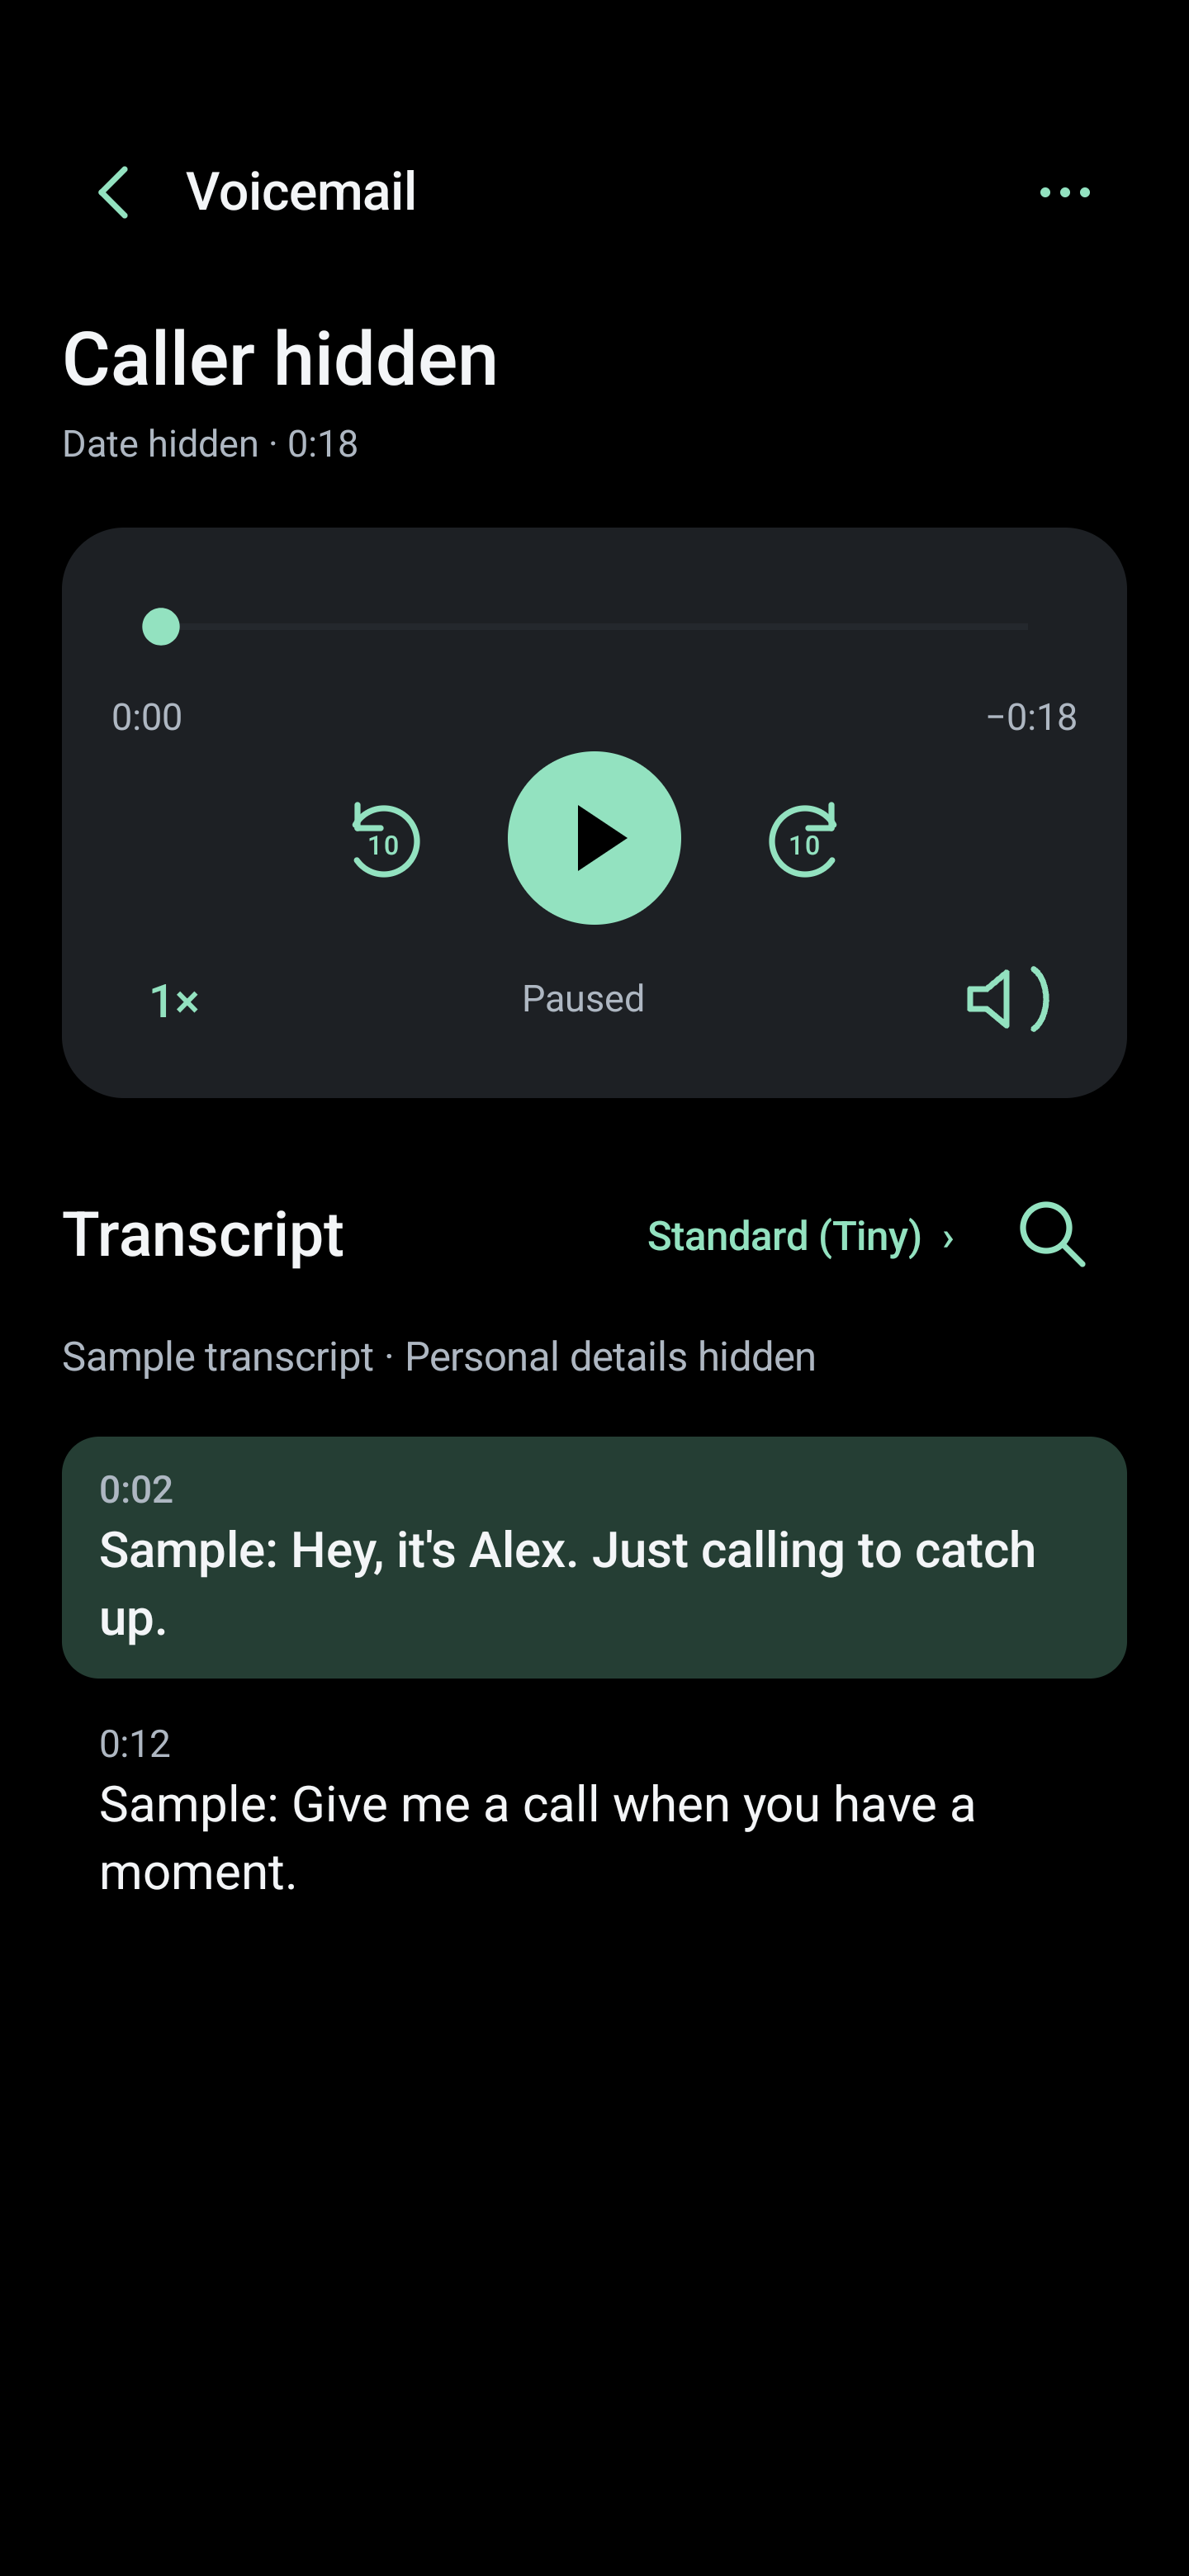 Voicemail
Caller hidden
Date hidden · 0:18
0:00
−0:18
10
10
1×
Paused
Transcript
Standard (Tiny) ›
Sample transcript · Personal details hidden
0:02
Sample: Hey, it's Alex. Just calling to catch
up.
0:12
Sample: Give me a call when you have a
moment.